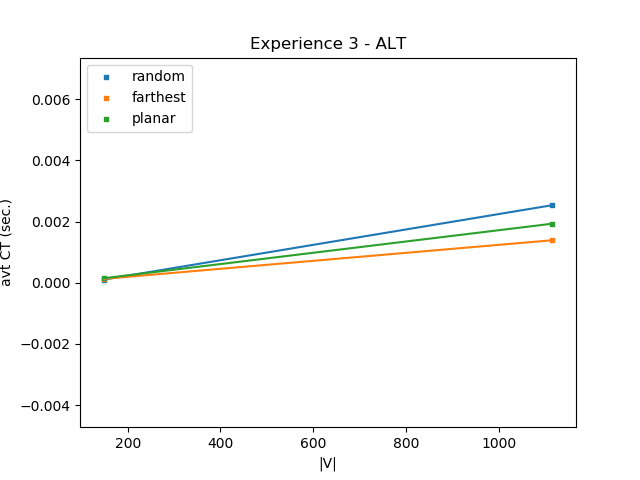 Experience 3 - ALT
random
farthest
planar
0.006
0.004
0.002
0.000
−0.002
−0.004
avt CT (sec.)
200 400 600 800 1000
|V|